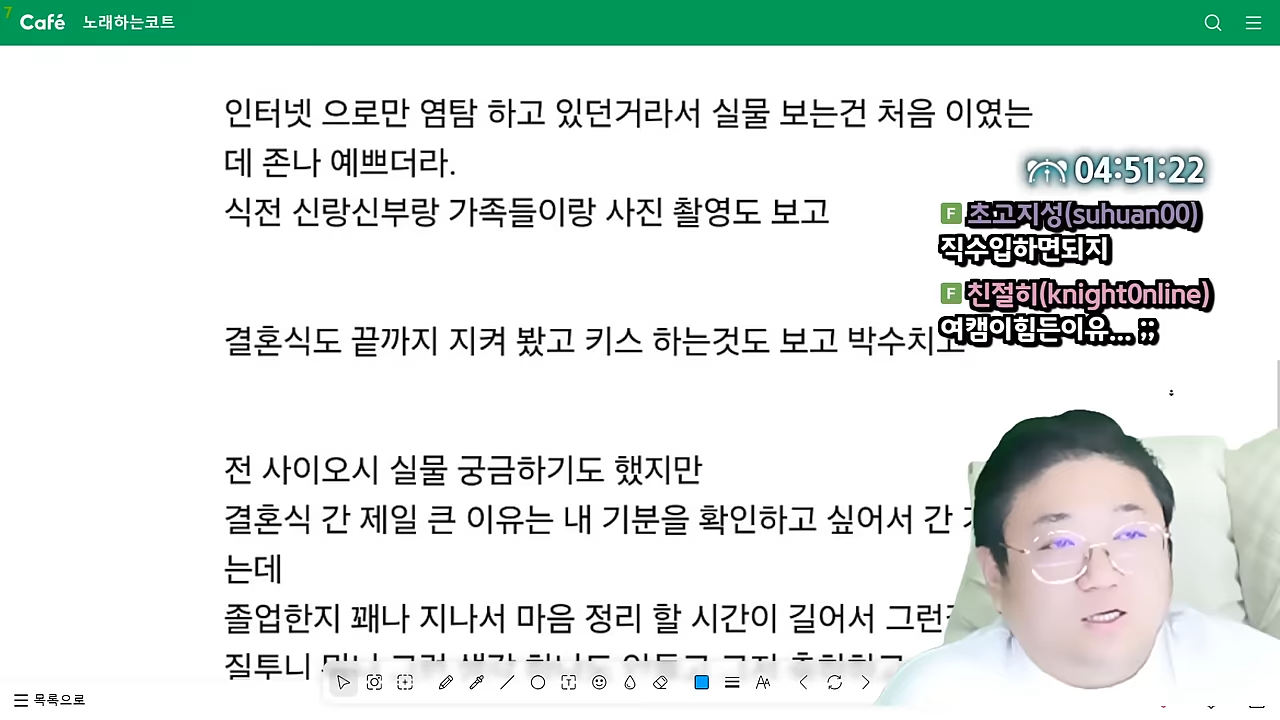 7
Café 노래하는코트
인터넷 으로만 염탐 하고 있던거라서 실물 보는건 처음 이였는
데 존나 예쁘더라.
04:51:22
식전 신랑신부랑 가족들이랑 사진 촬영도 보고
F 초고지성(suhuan00)
직수입하면되지
F 친절히(knight0nline)
여캠이힘든이유... ;;
결혼식도 끝까지 지켜 봤고 키스 하는것도 보고 박수치고
전 사이오시 실물 궁금하기도 했지만
결혼식 간 제일 큰 이유는 내 기분을 확인하고 싶어서 간
는데
졸업한지 꽤나 지나서 마음 정리 할 시간이 길어서
질투니
목록으로